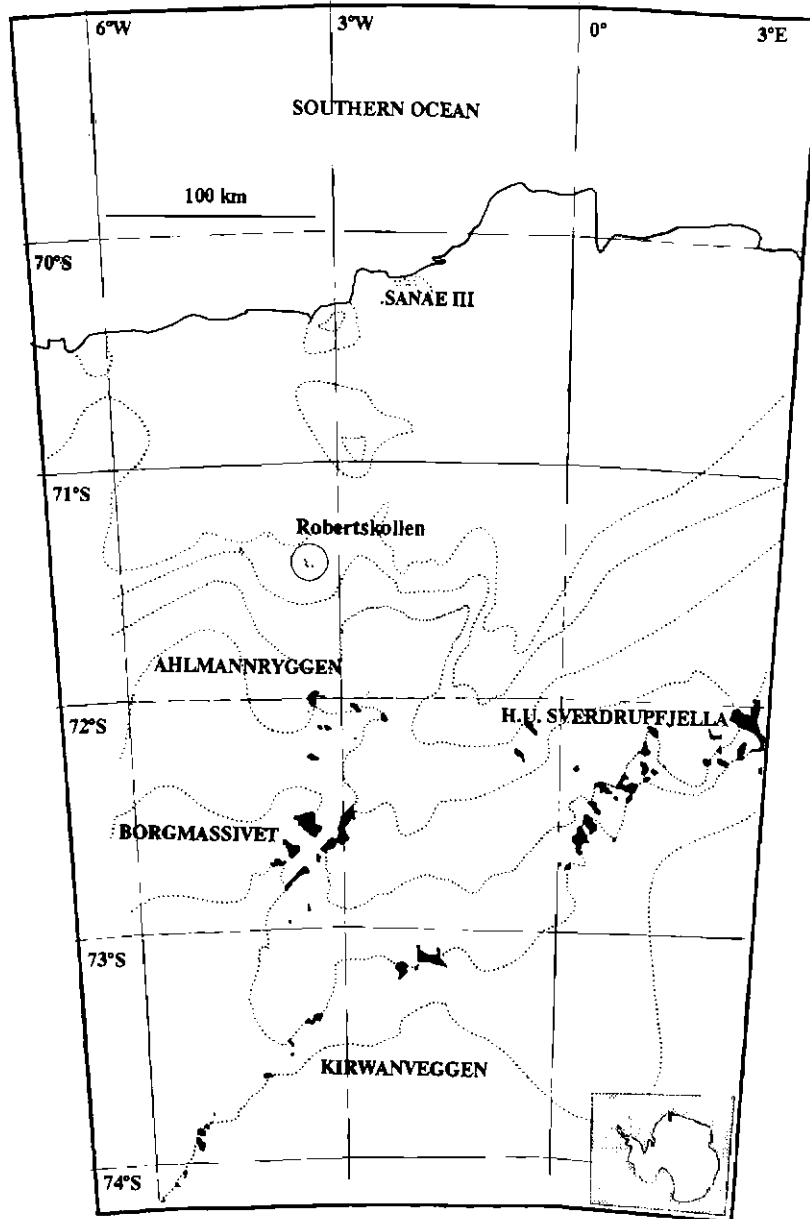 6°W
3°W
0°
3°E
SOUTHERN OCEAN
100 km
70°S
.SANAE III
71°S
Robertskollen
AHLMANNRYGGEN
72°S
H.U. SVERDRUPFJELLA
BORGMASSIVET
73°S
KIRWANVEGGEN
74°S